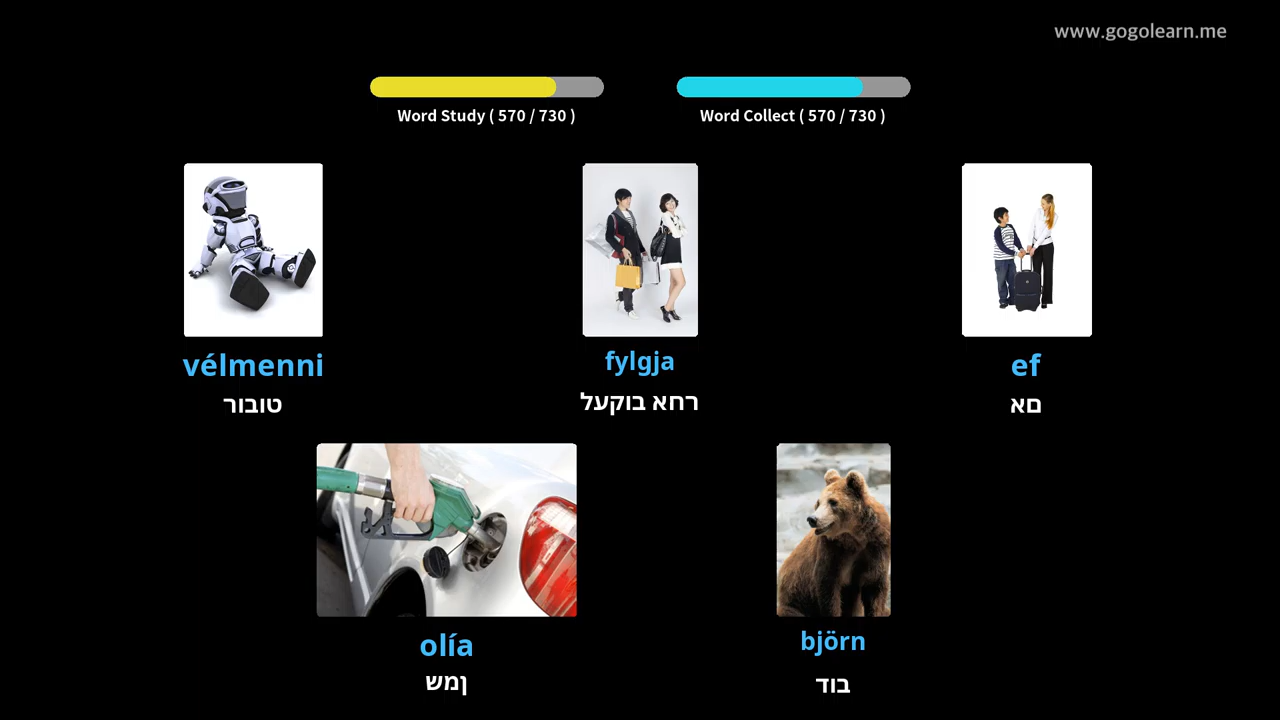 www.gogolearn.me
Word Study ( 570 / 730 )
Word Collect ( 570 / 730 )
vélmenni
טובור
fylgja
רחא בוקעל
ef
םא
olía
ןמש
björn
בוד